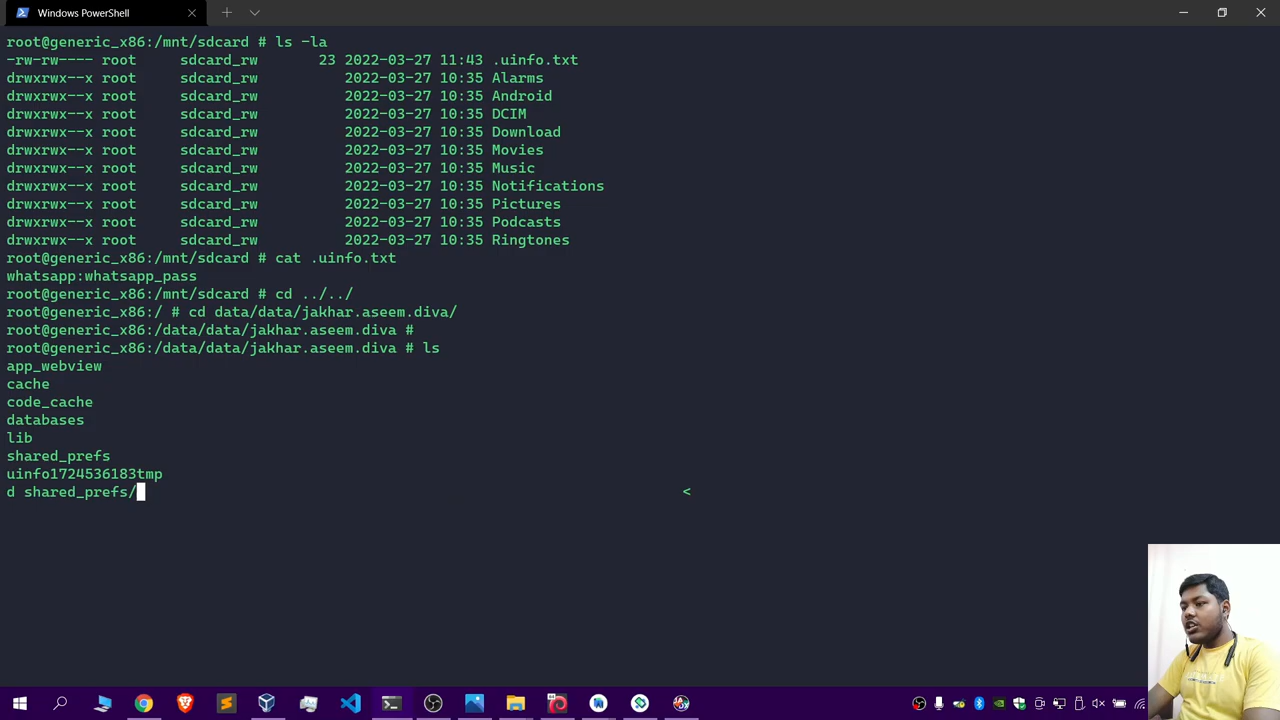 Windows PowerShell
root@generic_x86:/mnt/sdcard # ls -la
-rw-rw---- root     sdcard_rw       23 2022-03-27 11:43 .uinfo.txt
drwxrwx--x root     sdcard_rw          2022-03-27 10:35 Alarms
drwxrwx--x root     sdcard_rw          2022-03-27 10:35 Android
drwxrwx--x root     sdcard_rw          2022-03-27 10:35 DCIM
drwxrwx--x root     sdcard_rw          2022-03-27 10:35 Download
drwxrwx--x root     sdcard_rw          2022-03-27 10:35 Movies
drwxrwx--x root     sdcard_rw          2022-03-27 10:35 Music
drwxrwx--x root     sdcard_rw          2022-03-27 10:35 Notifications
drwxrwx--x root     sdcard_rw          2022-03-27 10:35 Pictures
drwxrwx--x root     sdcard_rw          2022-03-27 10:35 Podcasts
drwxrwx--x root     sdcard_rw          2022-03-27 10:35 Ringtones
root@generic_x86:/mnt/sdcard # cat .uinfo.txt
whatsapp:whatsapp_pass
root@generic_x86:/mnt/sdcard # cd ../../
root@generic_x86:/ # cd data/data/jakhar.aseem.diva/
root@generic_x86:/data/data/jakhar.aseem.diva #
root@generic_x86:/data/data/jakhar.aseem.diva # ls
app_webview
cache
code_cache
databases
lib
shared_prefs
uinfo1724536183tmp
d shared_prefs/ <